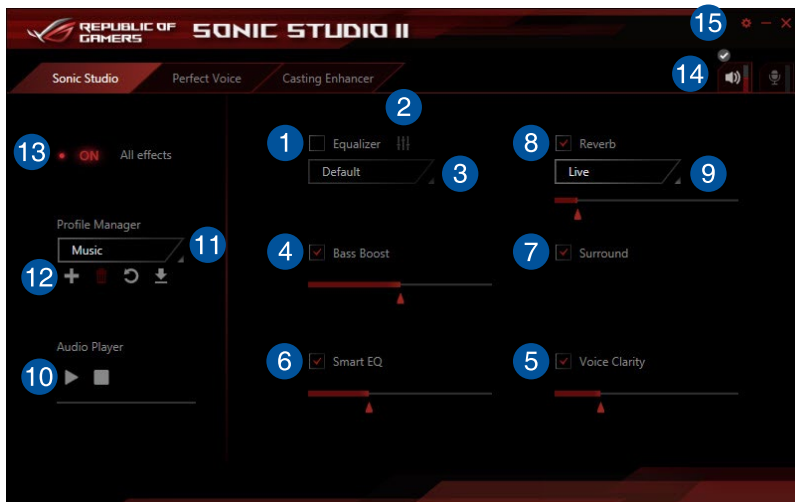 REPUBLIC OF
GAMERS
SONIC STUDIO II
15
Sonic Studio
Perfect Voice
Casting Enhancer
14
2
13
ON
All effects
1
Equalizer
Default
3
8
Reverb
Live
9
Profile Manager
Music
11
12
4
Bass Boost
7
Surround
Audio Player
10
6
Smart EQ
5
Voice Clarity